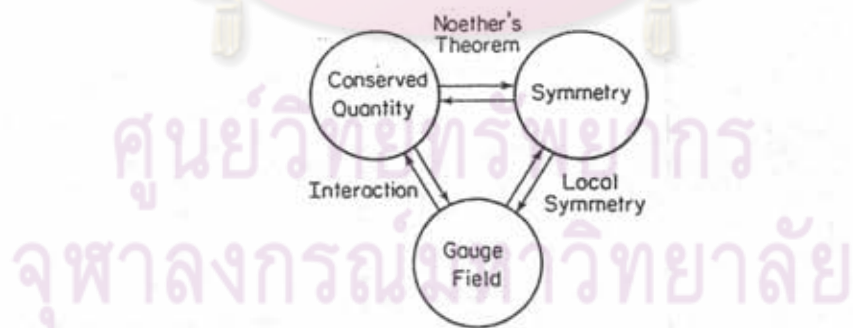 Noether's
Theorem
Conserved
Quantity
Symmetry
ศูนย์วิทยทรัพยากร
Interaction
Local
Symmetry
Gauge
Field
จุฬาลงกรณ์มหาวิทยาลัย